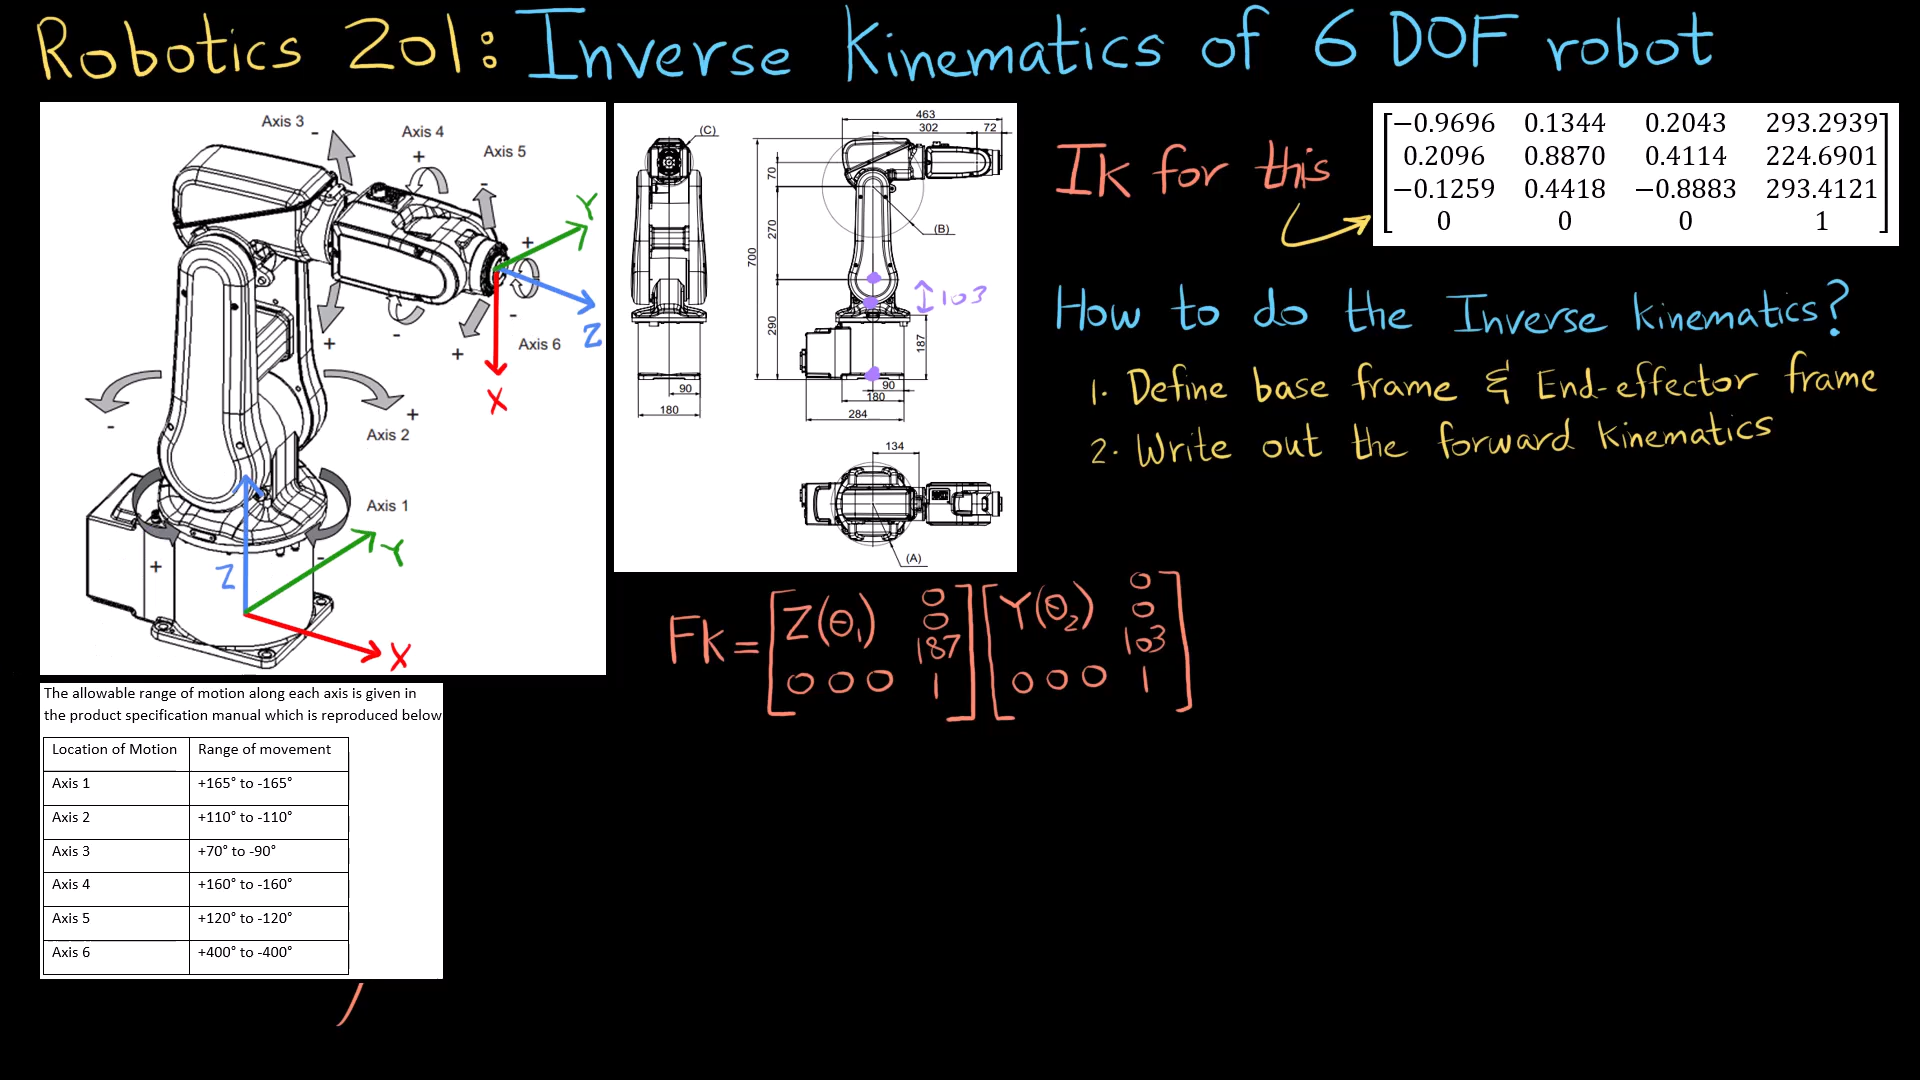 Robotics 201: Inverse Kinematics of 6 DOF robot
Axis 3
-
Axis 4
+
Axis 5
-
Y
+
Z
-
Axis 6
X
+
-
+
-
+
Axis 2
Axis 1
+
-
Z
Y
X
(C)
463
302
72
70
270
700
290
(B)
103
187
90
180
284
90
180
134
(A)
Ik for this
−0.9696 0.1344 0.2043 293.2939
0.2096 0.8870 0.4114 224.6901
−0.1259 0.4418 −0.8883 293.4121
0 0 0 1
How to do the Inverse kinematics?
1. Define base frame & End-effector frame
2. Write out the forward kinematics
Fk = [Z(θ₁) 0 0 187 0 0 0 1] [Y(θ₂) 0 0 103 0 0 0 1]
The allowable range of motion along each axis is given in
the product specification manual which is reproduced below
Location of Motion Range of movement
Axis 1 +165° to -165°
Axis 2 +110° to -110°
Axis 3 +70° to -90°
Axis 4 +160° to -160°
Axis 5 +120° to -120°
Axis 6 +400° to -400°